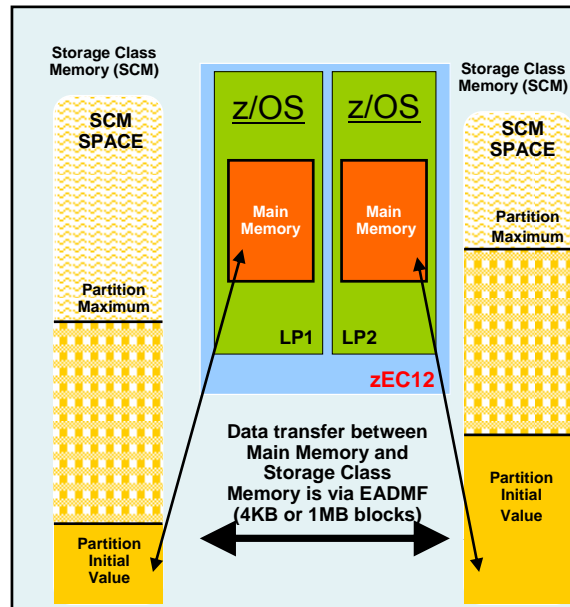 Storage Class
Memory (SCM)
SCM
SPACE
Partition
Maximum
Partition
Initial
Value
z/OS
Main
Memory
LP1
z/OS
Main
Memory
LP2
zEC12
Data transfer between
Main Memory and
Storage Class
Memory is via EADMF
(4KB or 1MB blocks)
Storage Class
Memory (SCM)
SCM
SPACE
Partition
Maximum
Partition
Initial
Value